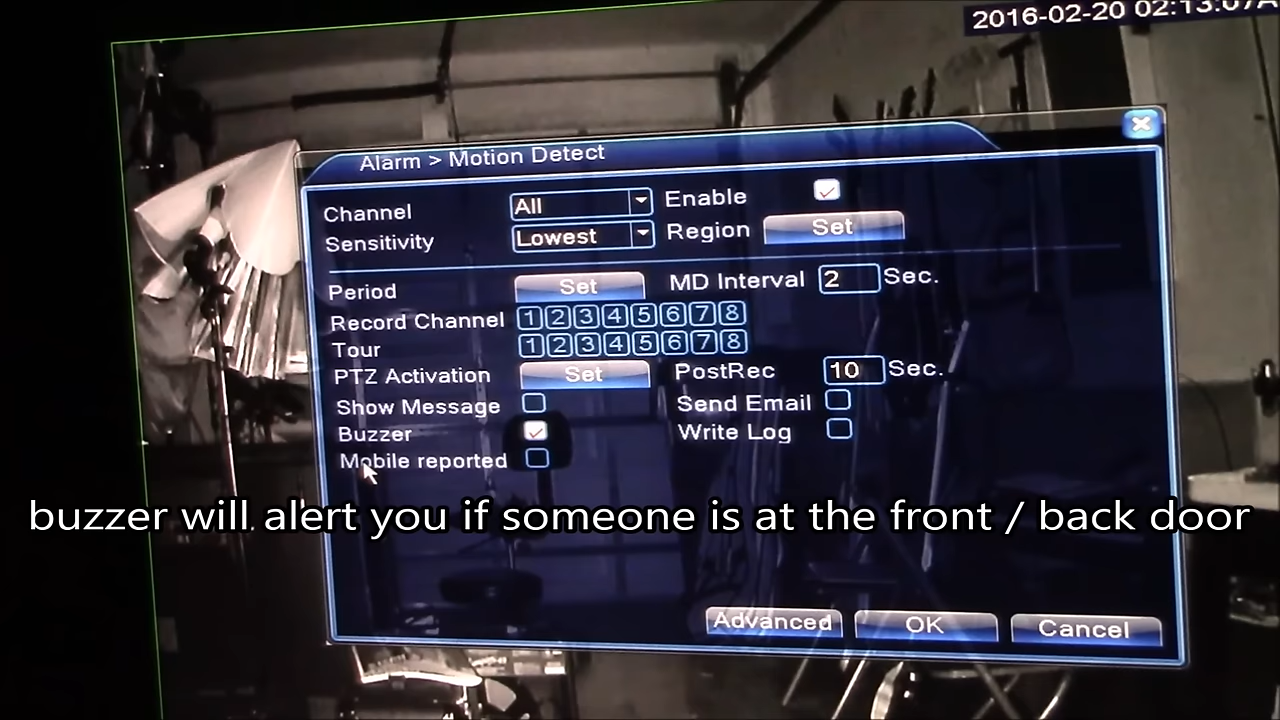 2016-02-20 02:13:07A
Alarm > Motion Detect
Channel All Enable
Sensitivity Lowest Region Set
Period Set MD Interval 2 Sec.
Record Channel 1 2 3 4 5 6 7 8
Tour 1 2 3 4 5 6 7 8
PTZ Activation Set PostRec 10 Sec.
Show Message Send Email
Buzzer Write Log
Mobile reported
buzzer will alert you if someone is at the front / back door
Advanced OK Cancel